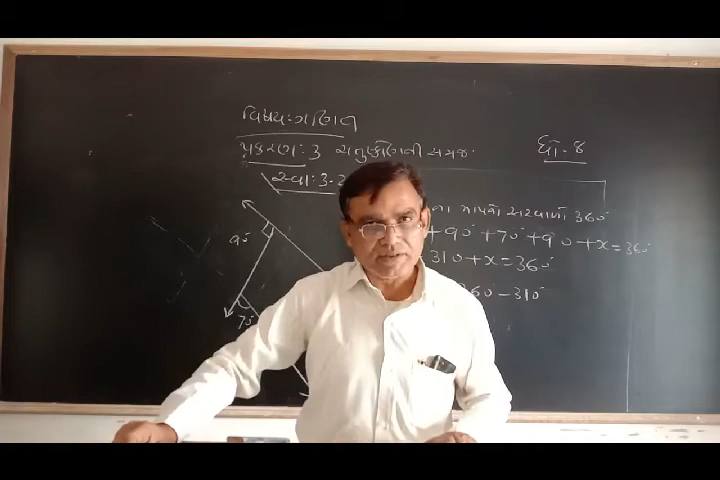 વિષય: ગણિત
પ્રકરણ: 3 ચતુષ્કોણની સમજ.
ધો-8
સ્વા: 3.2
ના માપનો સરવાળો 360°
90°
+ 90° + 70° + 90 + x = 360°
310 + x = 360°
70°
360° - 310°